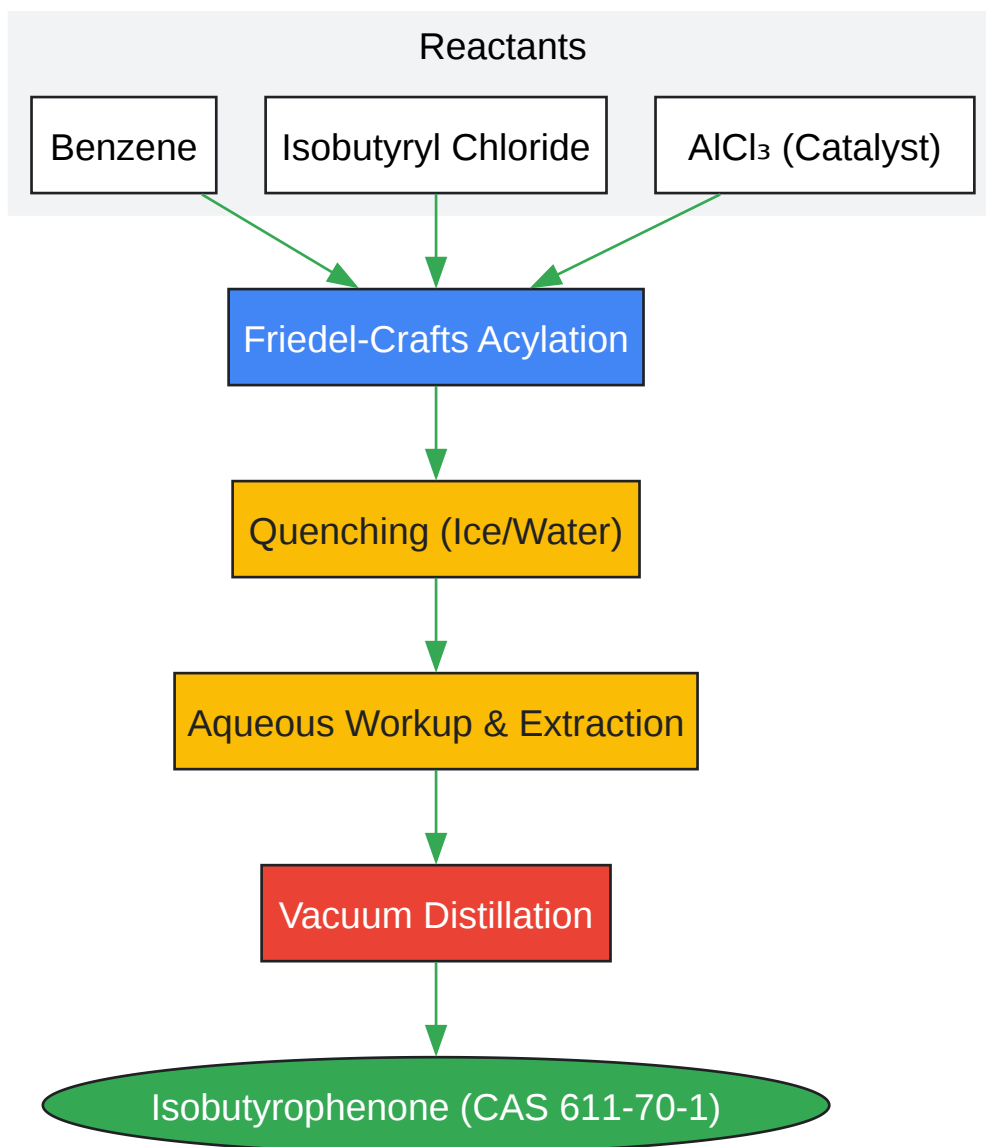 Reactants
Benzene
Isobutyryl Chloride
AlCl₃ (Catalyst)
Friedel-Crafts Acylation
Quenching (Ice/Water)
Aqueous Workup & Extraction
Vacuum Distillation
Isobutyrophenone (CAS 611-70-1)